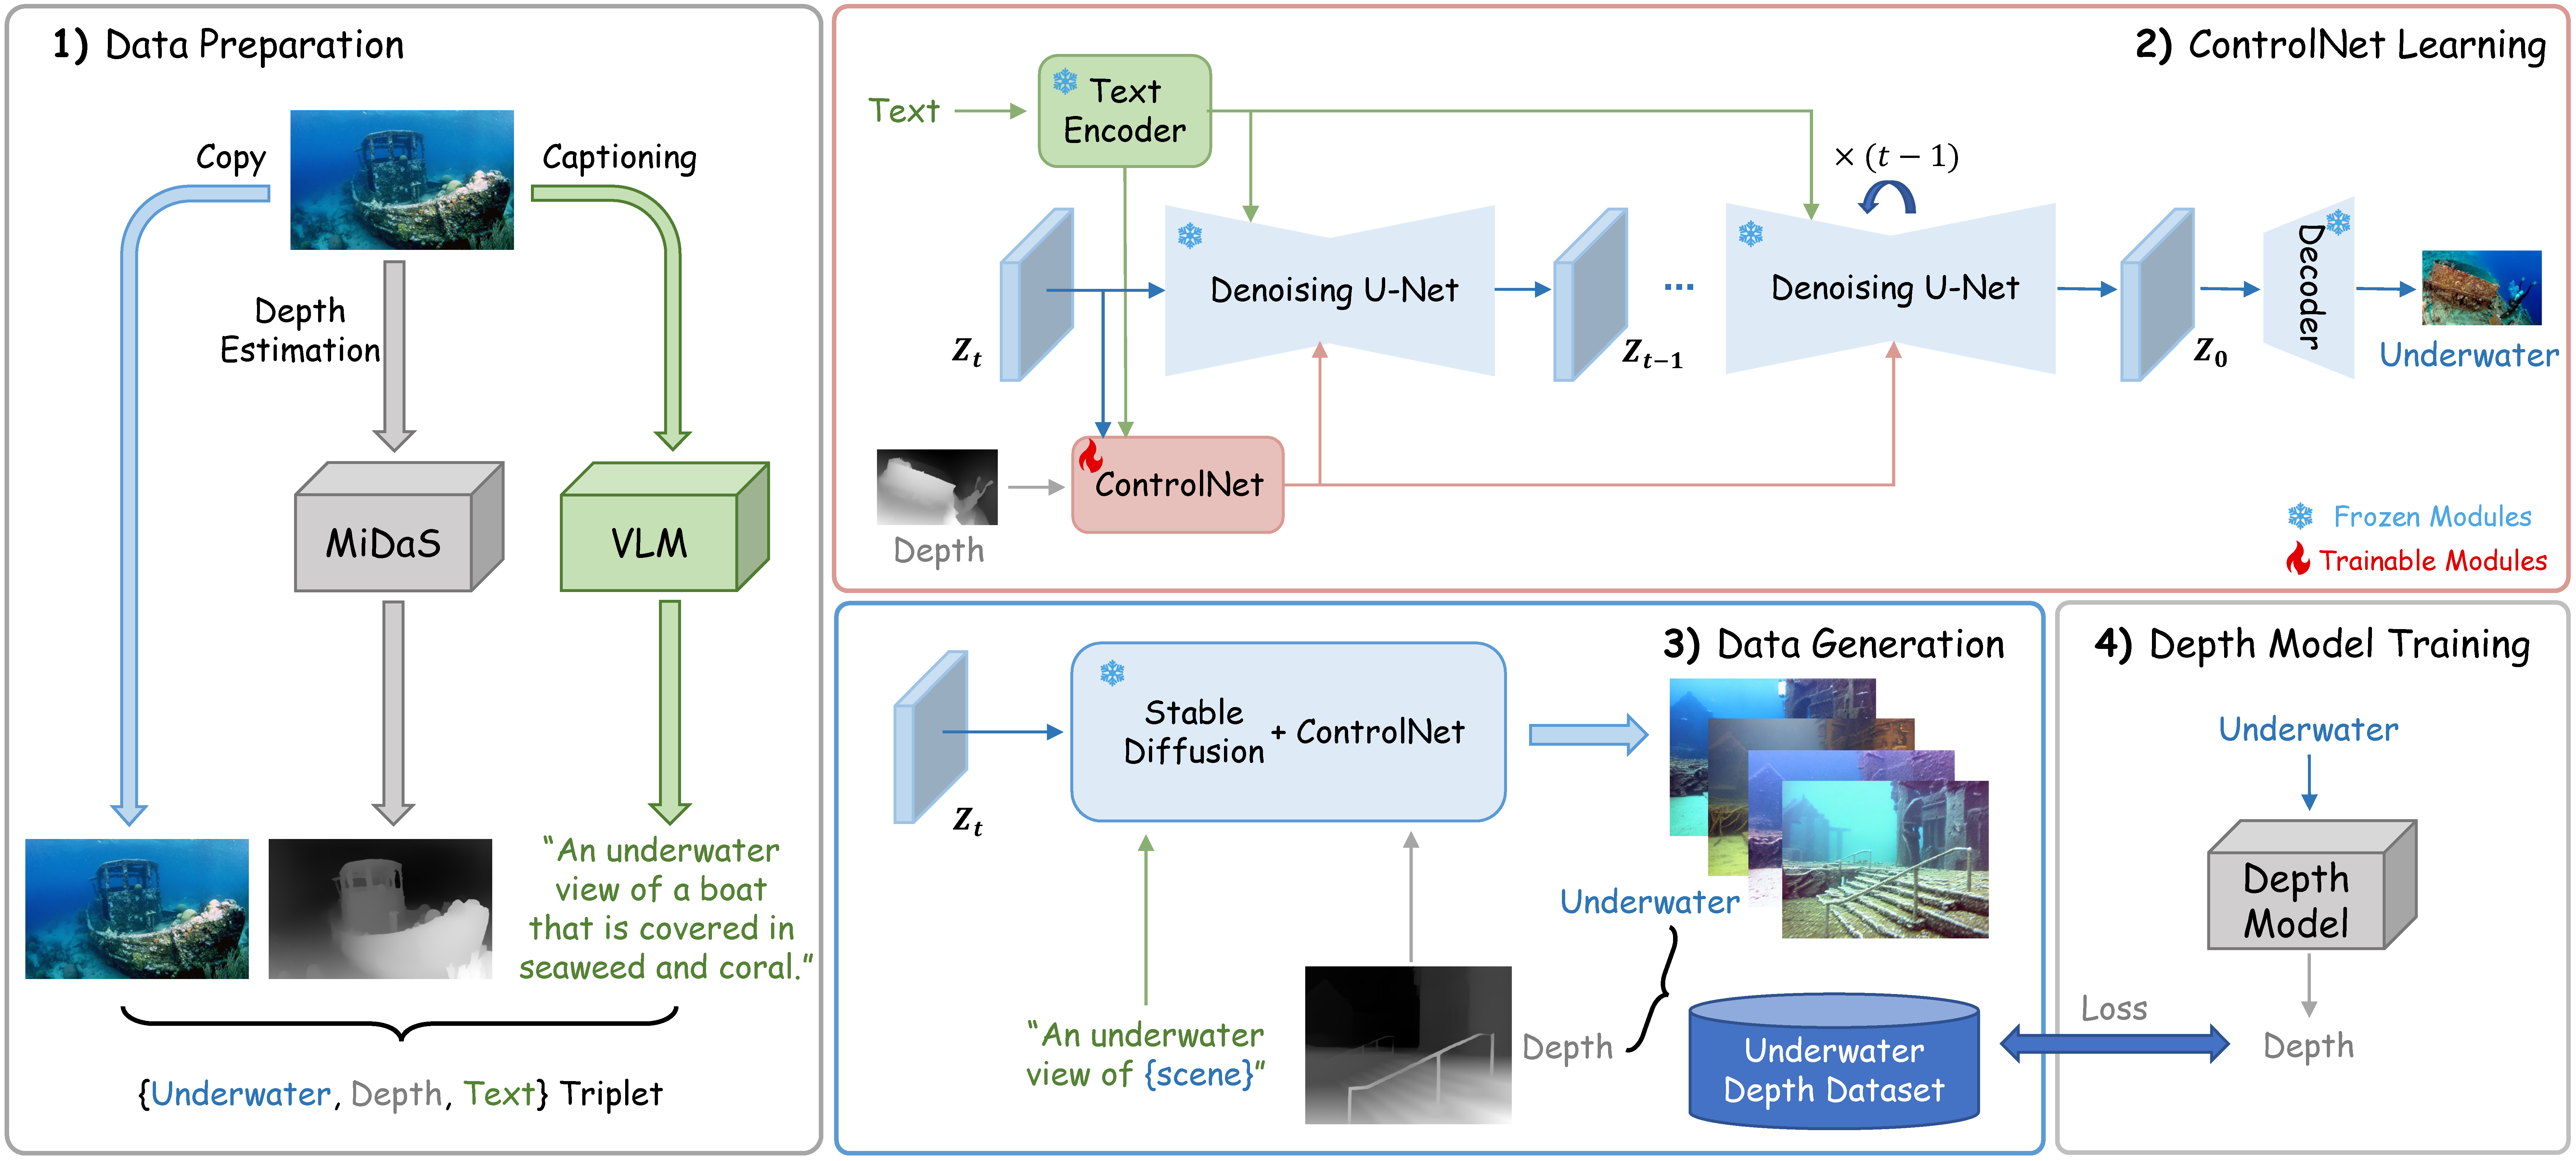 1) Data Preparation
Copy
Captioning
Depth
Estimation
MiDaS
VLM
“An underwater
view of a boat
that is covered in
seaweed and coral.”
{Underwater, Depth, Text} Triplet
2) ControlNet Learning
Text
Text
Encoder
× (t − 1)
Denoising U-Net
...
Denoising U-Net
Decoder
Z_t
Z_{t−1}
Z_0
Underwater
ControlNet
Depth
Frozen Modules
Trainable Modules
3) Data Generation
Stable
Diffusion + ControlNet
Z_t
Underwater
“An underwater
view of {scene}”
Depth
Underwater
Depth Dataset
4) Depth Model Training
Underwater
Depth
Model
Loss
Depth